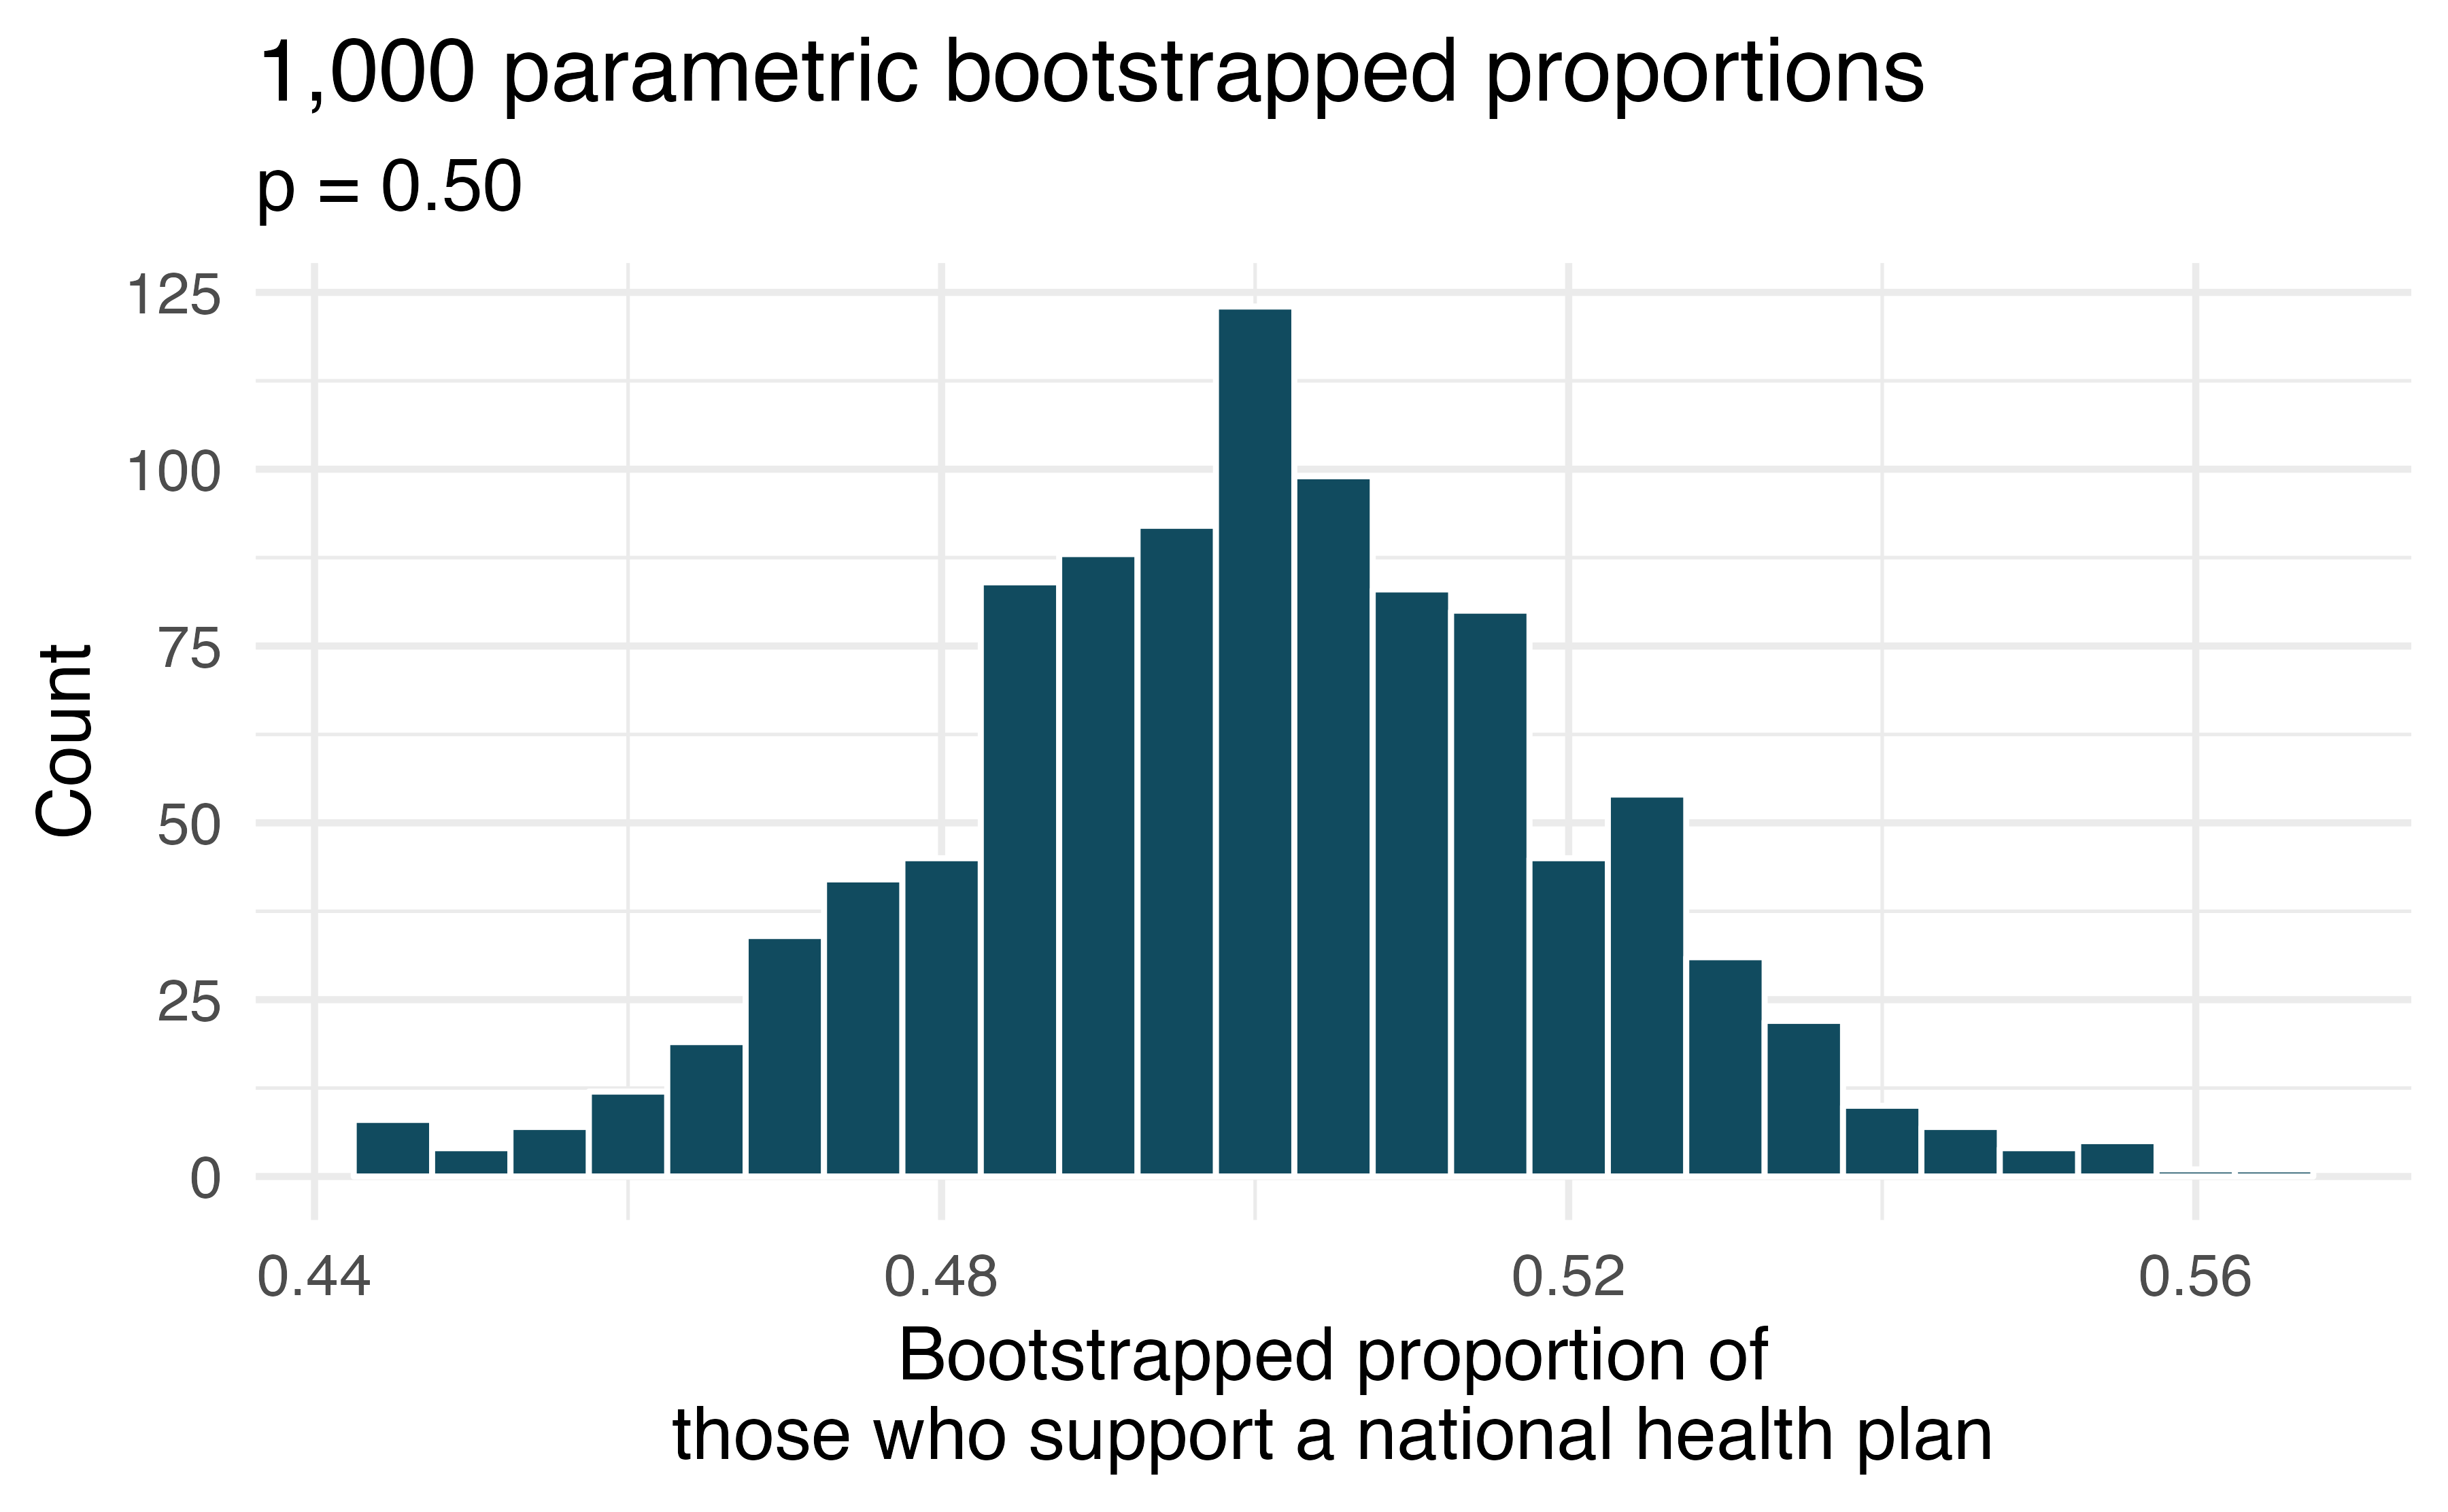 1,000 parametric bootstrapped proportions
p = 0.50
125
100
75
50
25
0
Count
0.44 0.48 0.52 0.56
Bootstrapped proportion of
those who support a national health plan